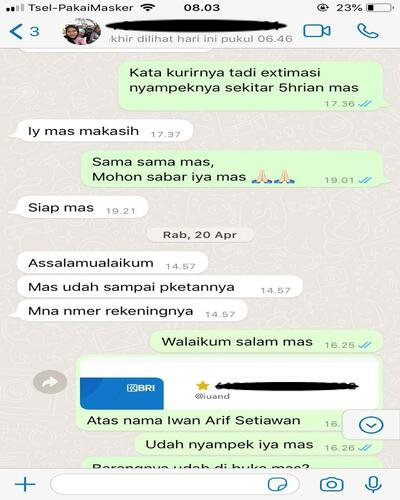 Tsel-PakaiMasker 08.03 23%
3
khir dilihat hari ini pukul 06.46
Kata kurirnya tadi extimasi
nyampeknya sekitar 5hrian mas
17.36
Iy mas makasih 17.37
Sama sama mas,
Mohon sabar iya mas 🙏🏻🙏🏻 19.01
Siap mas 19.21
Rab, 20 Apr
Assalamualaikum 14.57
Mas udah sampai pketannya 14.57
Mna nmer rekeningnya 14.57
Walaikum salam mas 16.25
BRI
@iuand
Atas nama Iwan Arif Setiawan 16.
Udah nyampek iya mas 16.26
Barangnya udah di buka mas?